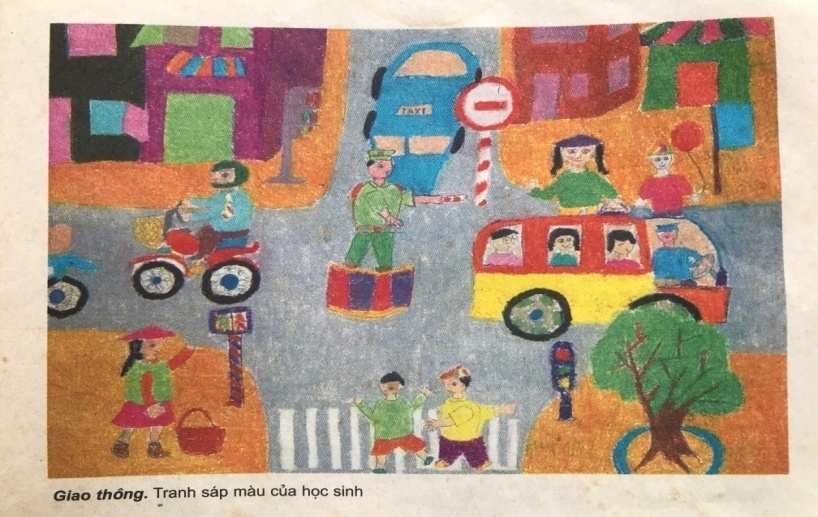 TAXI
Giao thông. Tranh sáp màu của học sinh